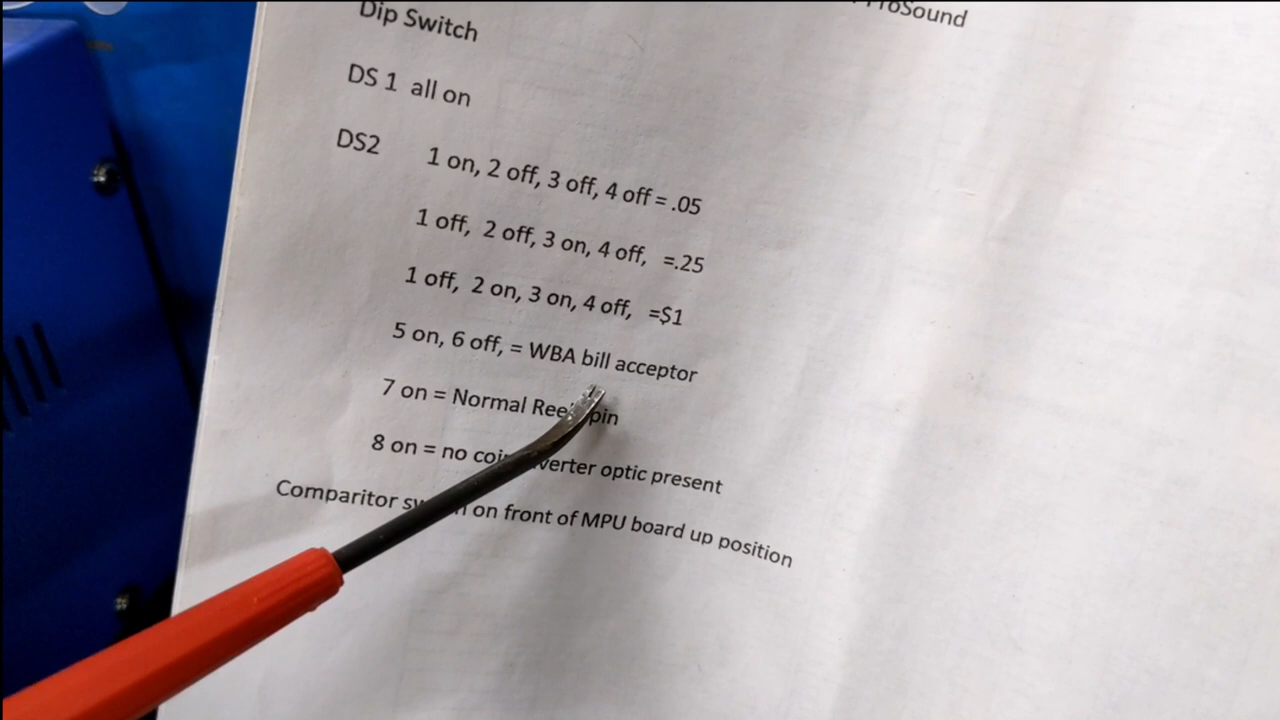 Dip Switch
DS 1 all on
DS2 1 on, 2 off, 3 off, 4 off = .05
1 off, 2 off, 3 on, 4 off, =.25
1 off, 2 on, 3 on, 4 off, =$1
5 on, 6 off, = WBA bill acceptor
7 on = Normal
8 on = no optic present
Comparitor on front of MPU board up position